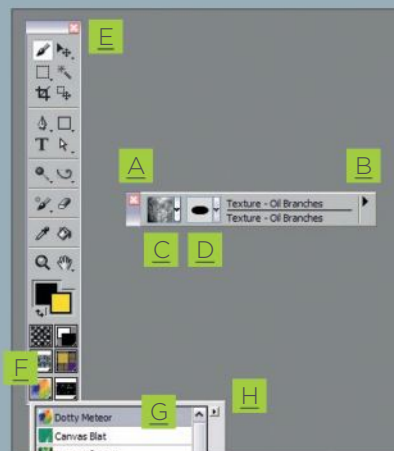 E
T
A
B
Texture - Oil Branches
Texture - Oil Branches
C
D
F
G
H
Dotty Meteor
Canvas Blat